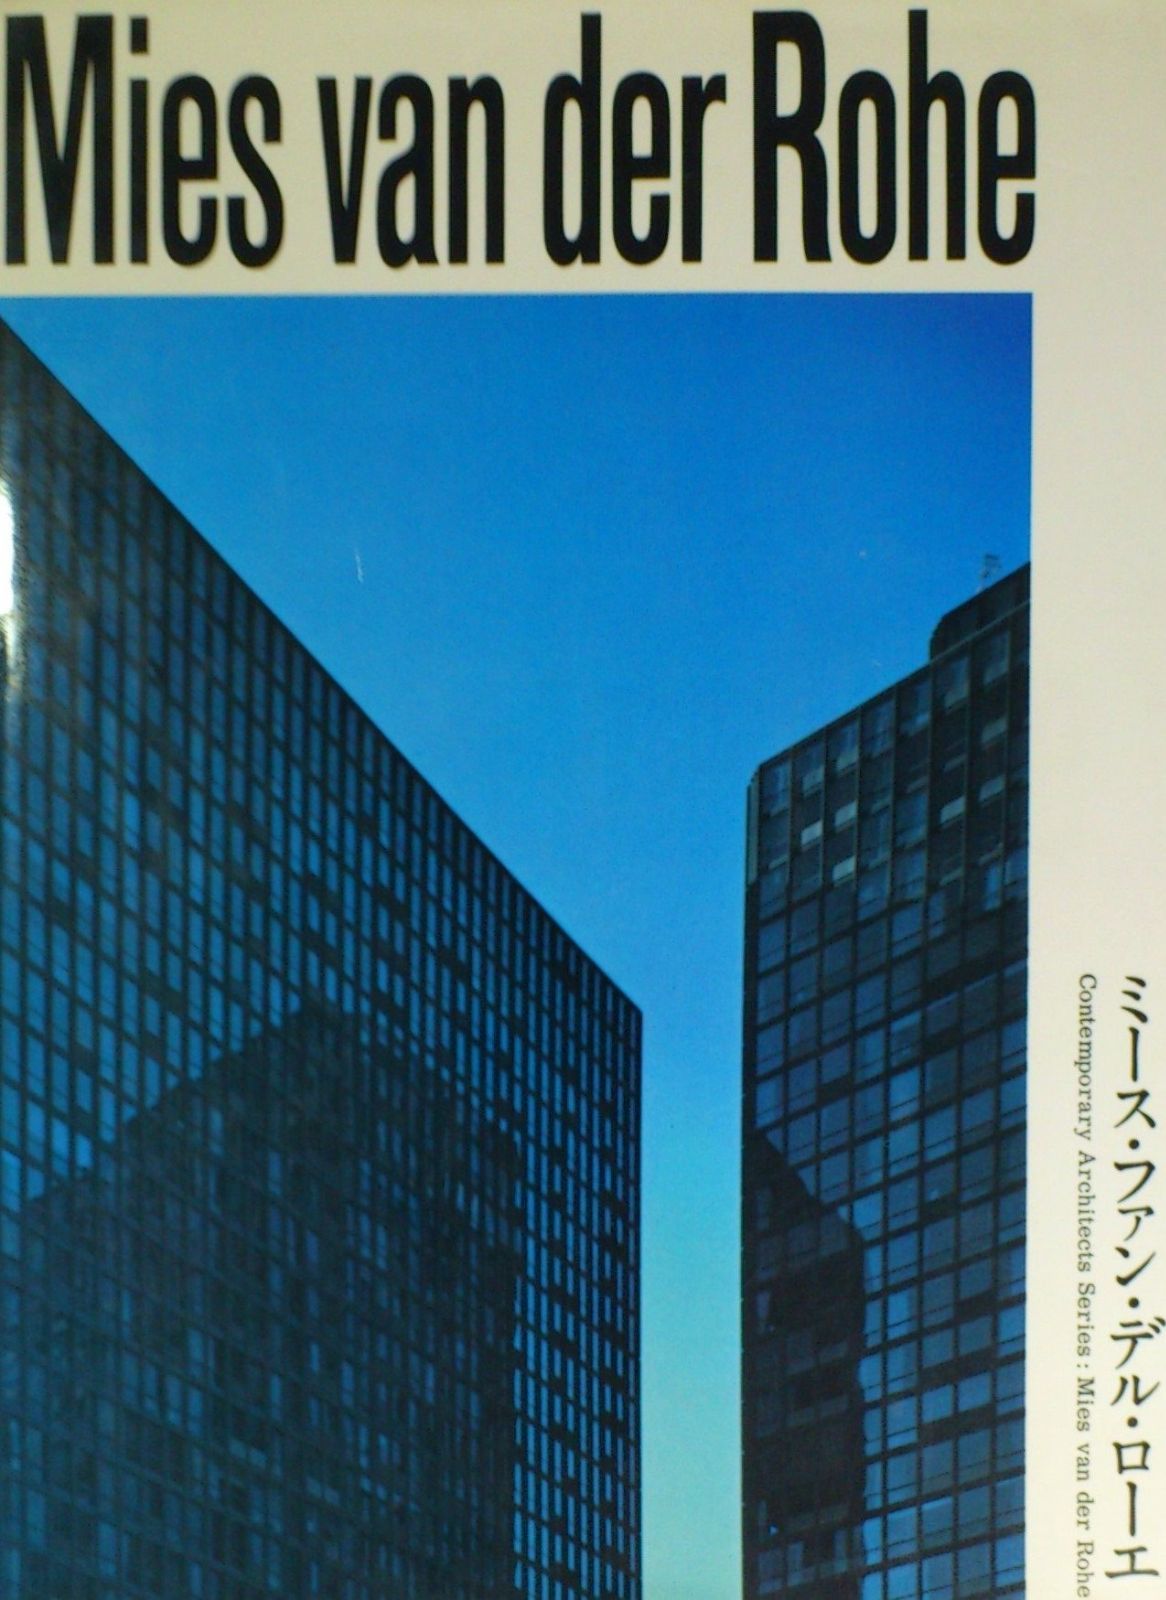 Mies van der Rohe
ミース・ファン・デル・ローエ
Contemporary Architects Series : Mies van der Rohe